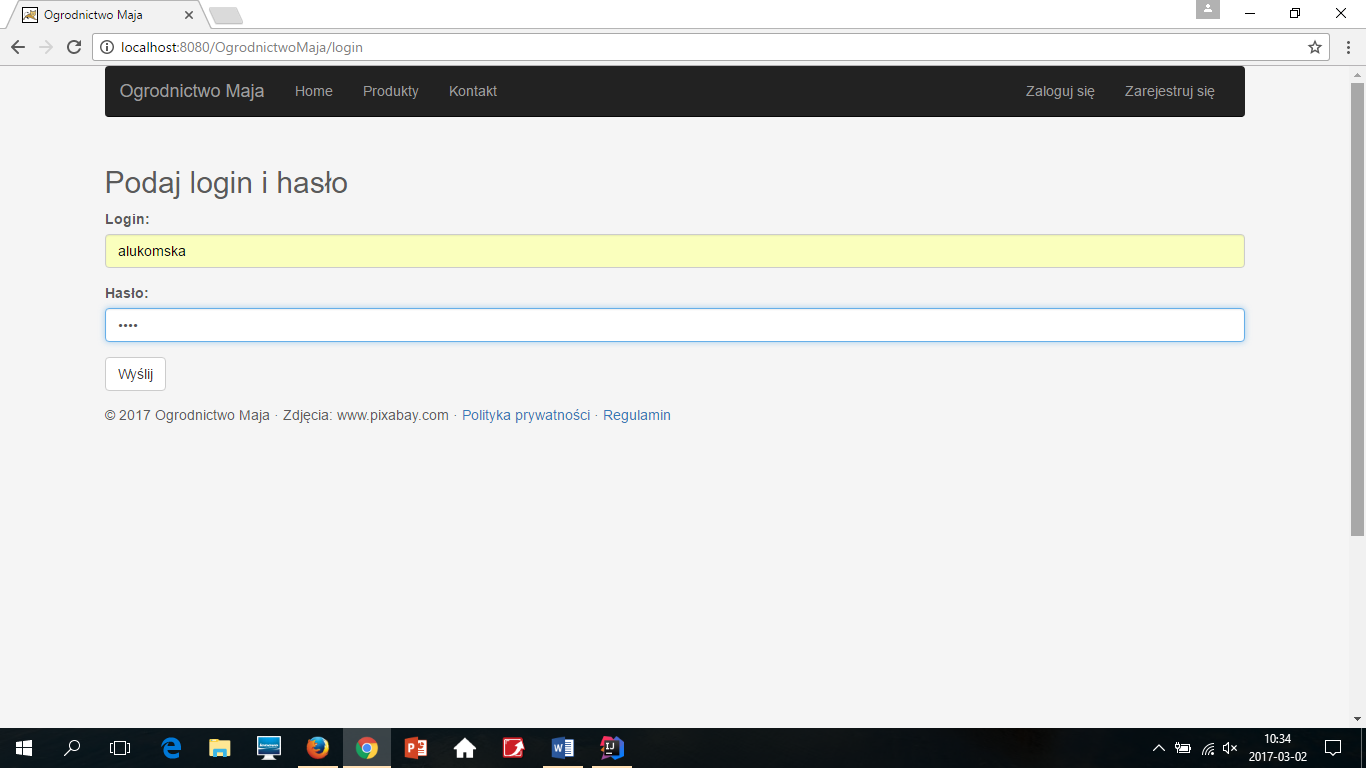 Ogrodnictwo Maja
localhost:8080/OgrodnictwoMaja/login
Ogrodnictwo Maja Home Produkty Kontakt Zaloguj się Zarejestruj się
Podaj login i hasło
Login:
alukomska
Hasło:
••••
Wyślij
© 2017 Ogrodnictwo Maja · Zdjęcia: www.pixabay.com · Polityka prywatności · Regulamin
10:34
2017-03-02